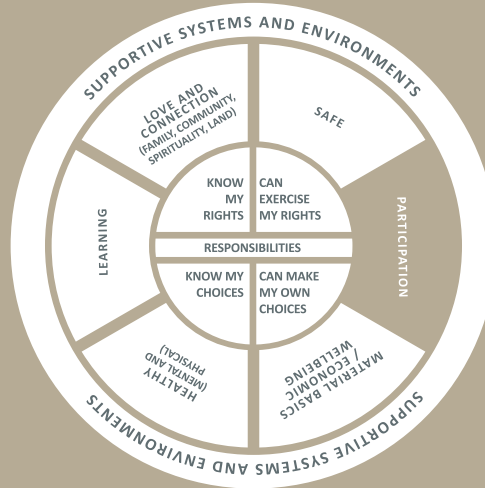 SUPPORTIVE SYSTEMS AND ENVIRONMENTS
LOVE AND
CONNECTION
(FAMILY, COMMUNITY,
SPIRITUALITY, LAND)
SAFE
KNOW
MY
RIGHTS
CAN
EXERCISE
MY RIGHTS
LEARNING
RESPONSIBILITIES
PARTICIPATION
KNOW MY
CHOICES
CAN MAKE
MY OWN
CHOICES
HEALTHY
(MENTAL AND
PHYSICAL)
MATERIAL BASICS
/ ECONOMIC
WELLBEING
SUPPORTIVE SYSTEMS AND ENVIRONMENTS